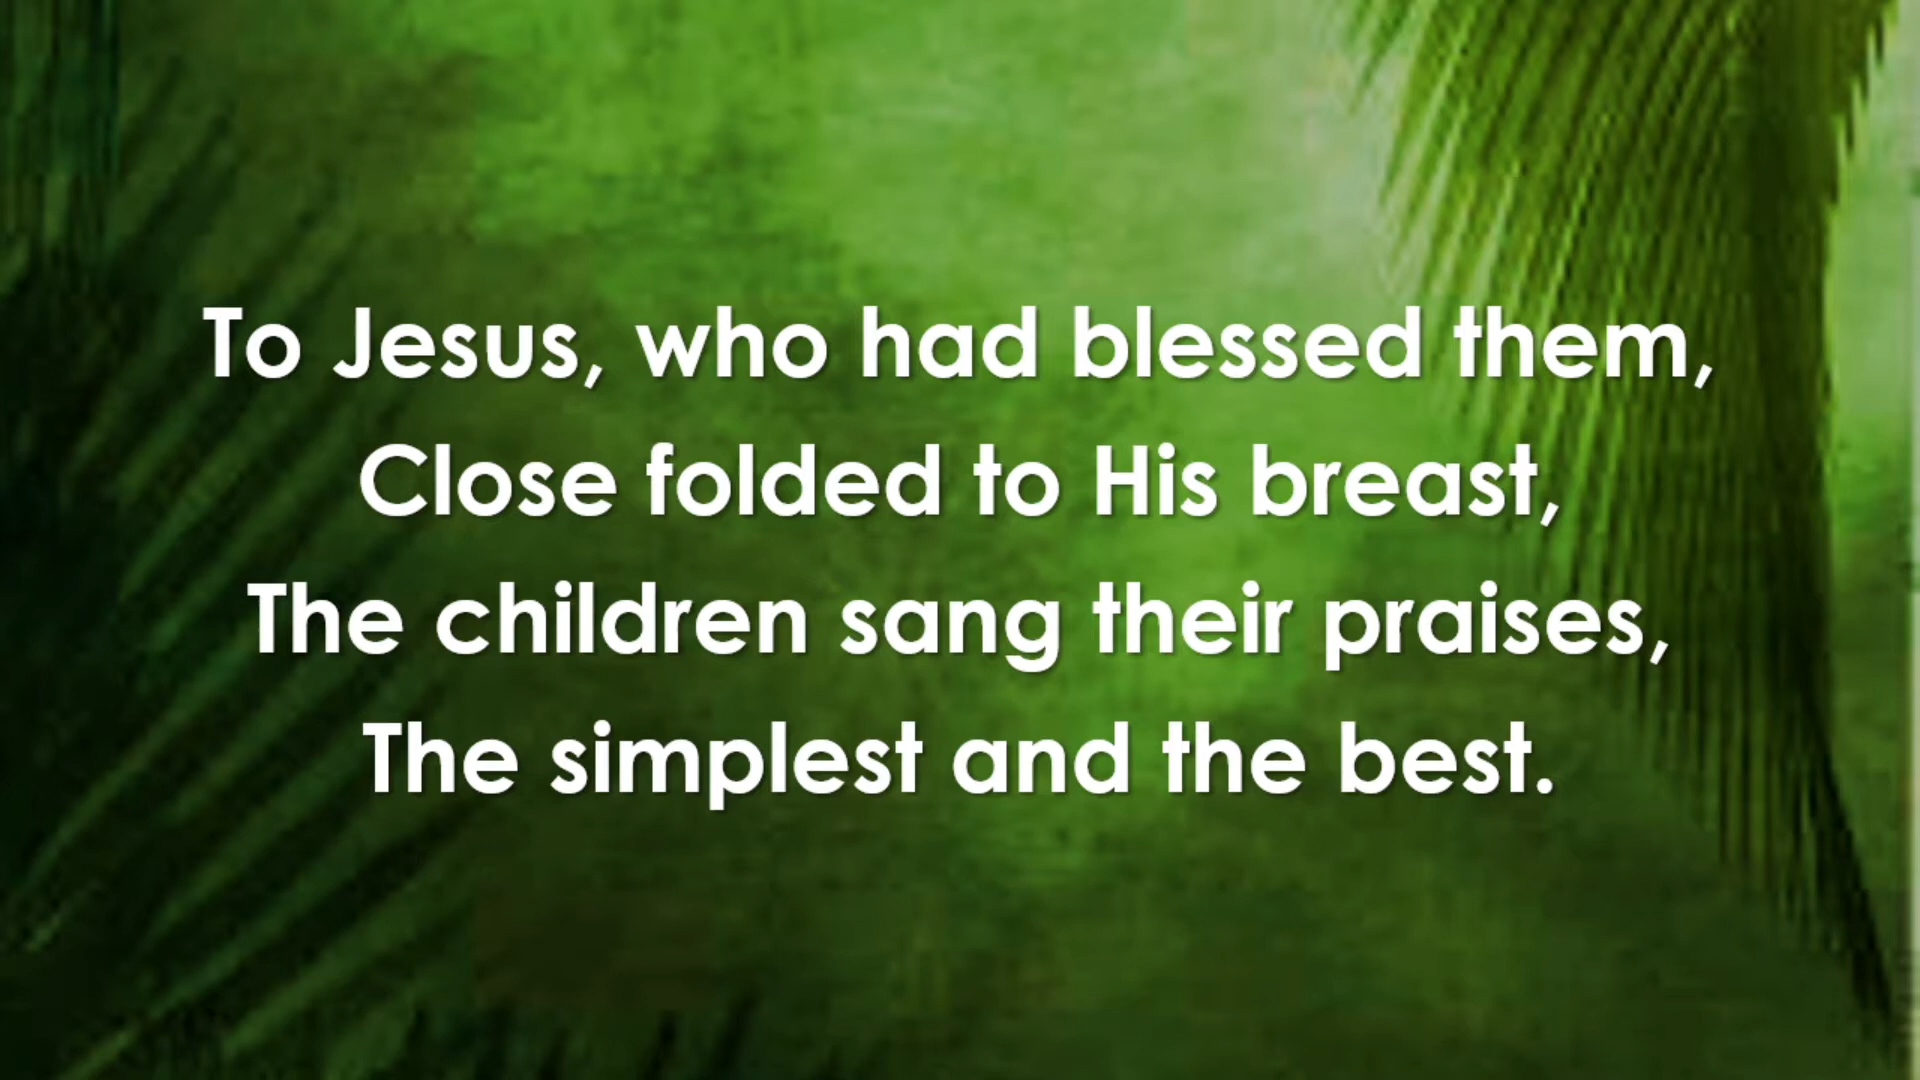 To Jesus, who had blessed them,
Close folded to His breast,
The children sang their praises,
The simplest and the best.